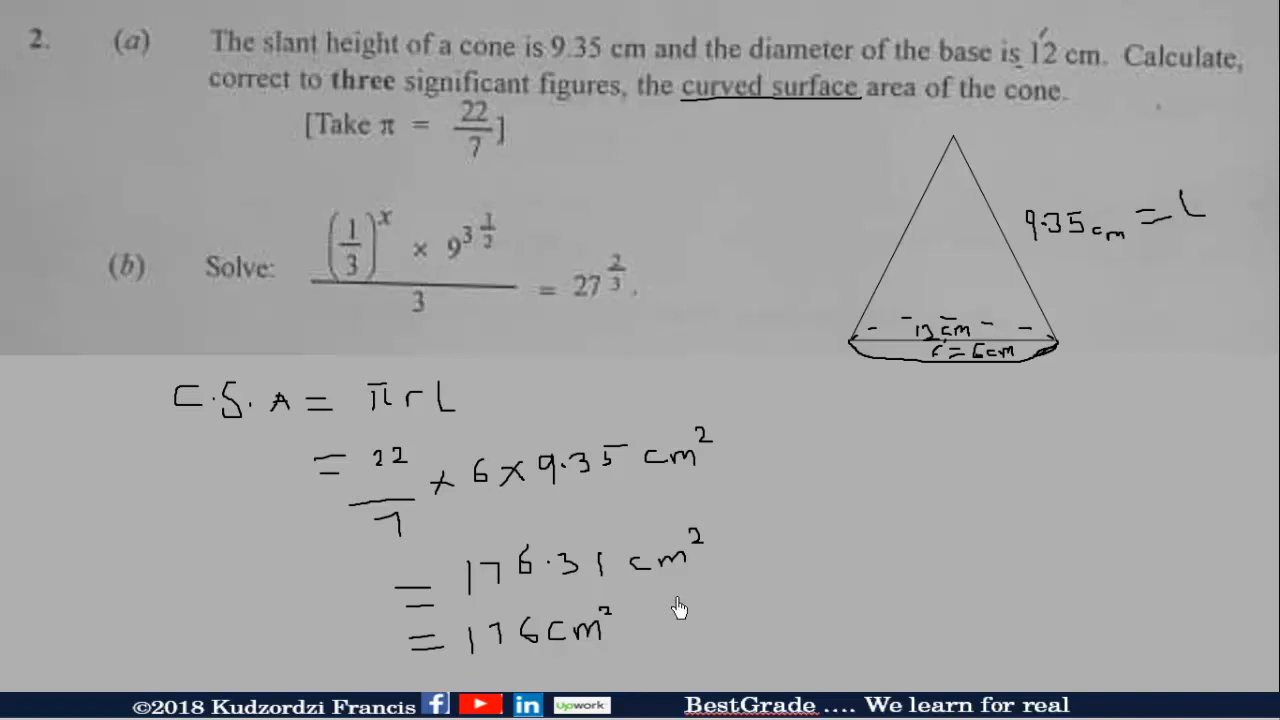 2. (a) The slant height of a cone is 9.35 cm and the diameter of the base is 12 cm. Calculate,
correct to three significant figures, the curved surface area of the cone.
[Take π = 22/7]
9.35cm = L
(b) Solve: ((1/3)^x × 9^3 1/2)/3 = 27^2/3.
12cm
r = 6cm
C.S.A = πrL
= 22/7 × 6 × 9.35 cm²
= 176.31 cm²
= 176cm²
©2018 Kudzordzi Francis f in Upwork BestGrade .... We learn for real